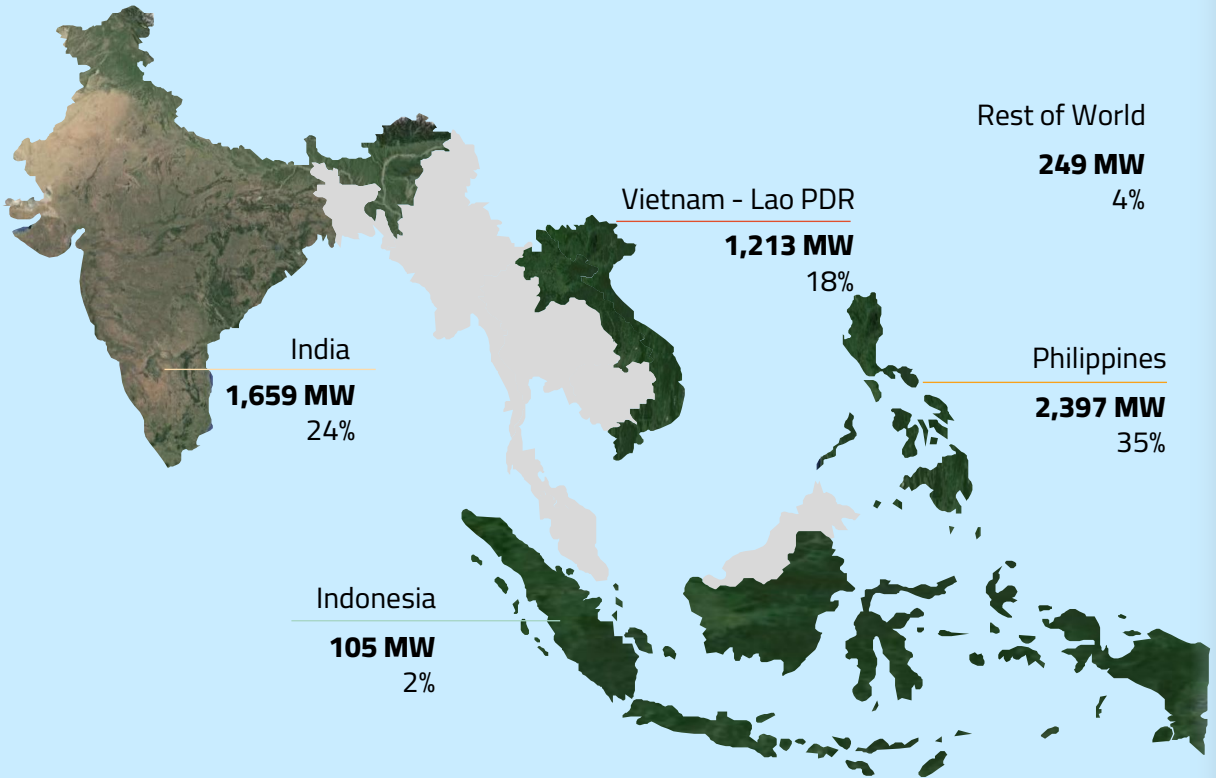 Rest of World
249 MW
4%
Vietnam - Lao PDR
1,213 MW
18%
India
1,659 MW
24%
Philippines
2,397 MW
35%
Indonesia
105 MW
2%